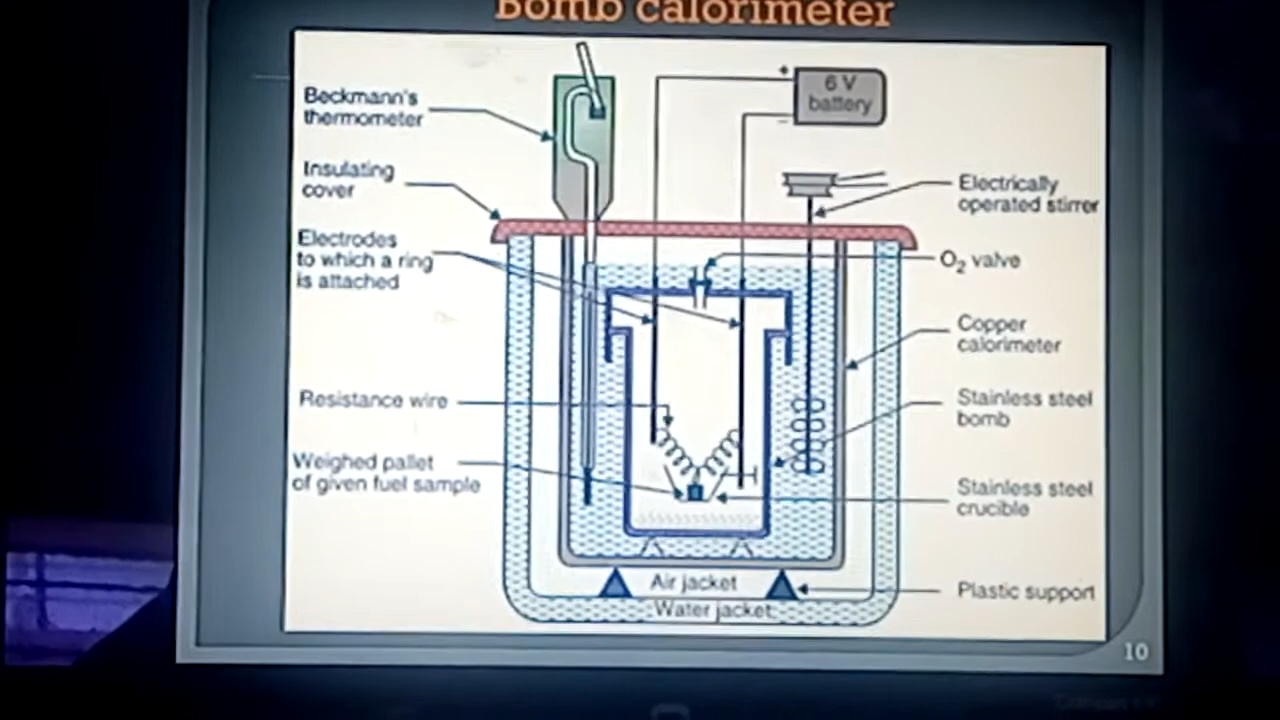 Bomb calorimeter
6 V
battery
Beckmann's
thermometer
Insulating
cover
Electrically
operated stirrer
Electrodes
to which a ring
is attached
O2 valve
Copper
calorimeter
Resistance wire
Stainless steel
bomb
Weighed pallet
of given fuel sample
Stainless steel
crucible
Air jacket
Plastic support
Water jacket
10